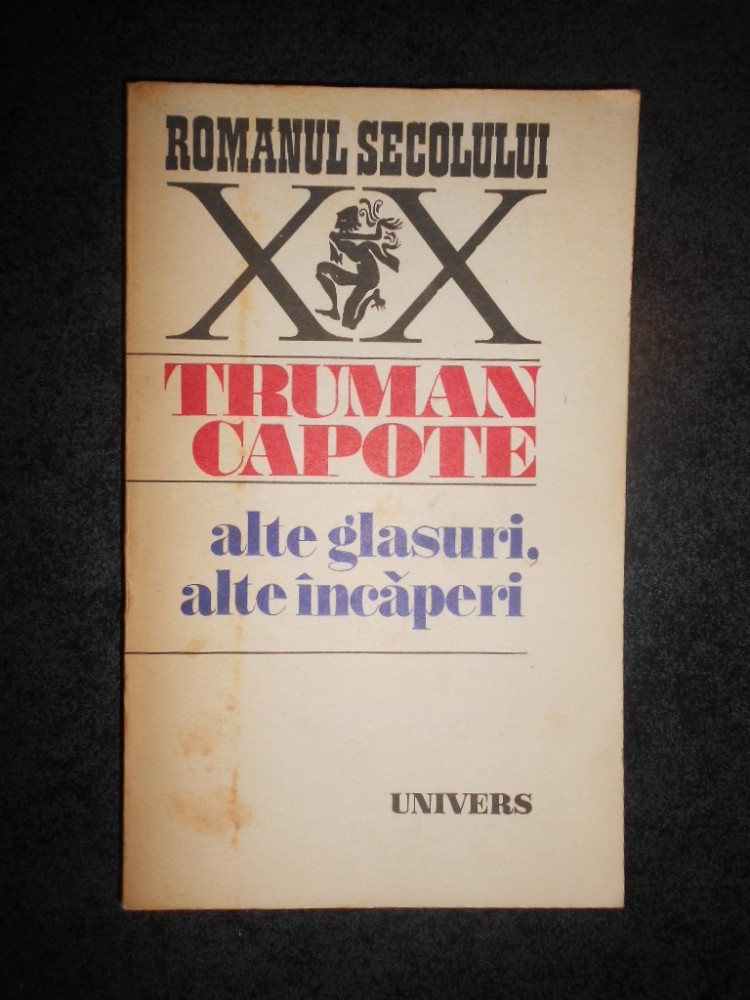 ROMANUL SECOLULUI
XX
TRUMAN
CAPOTE
alte glasuri,
alte încăperi
UNIVERS